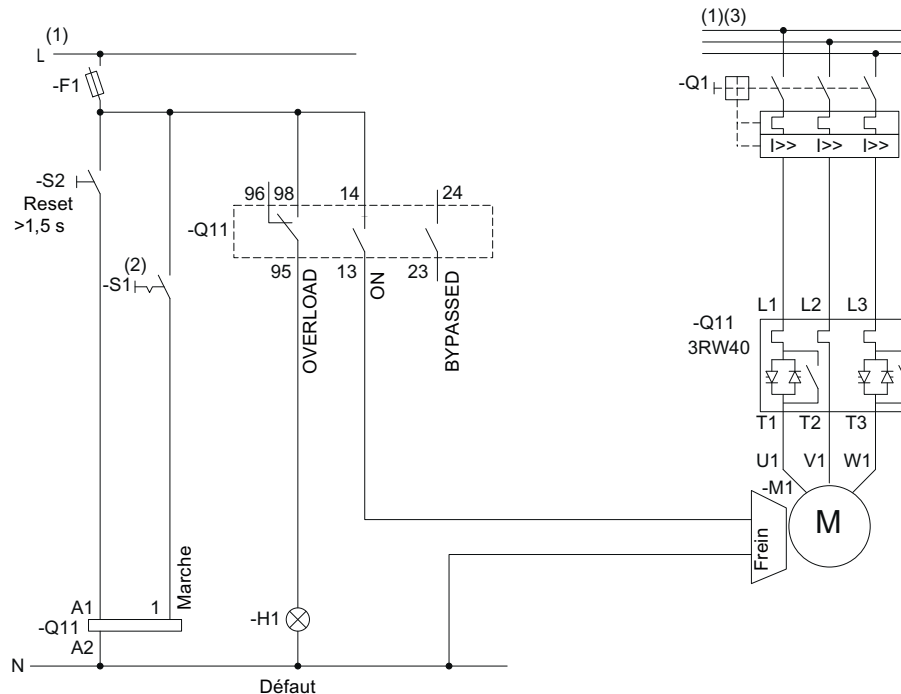 (1)
L
-F1
-S2
Reset
>1,5 s
(2)
-S1
96 98 14 24
-Q11
95 13 23
OVERLOAD
ON
BYPASSED
Marche
A1 1
-Q11
A2
N
-H1
Défaut
(1)(3)
-Q1
I>> I>> I>>
L1 L2 L3
-Q11
3RW40
T1 T2 T3
U1 V1 W1
-M1
M
Frein